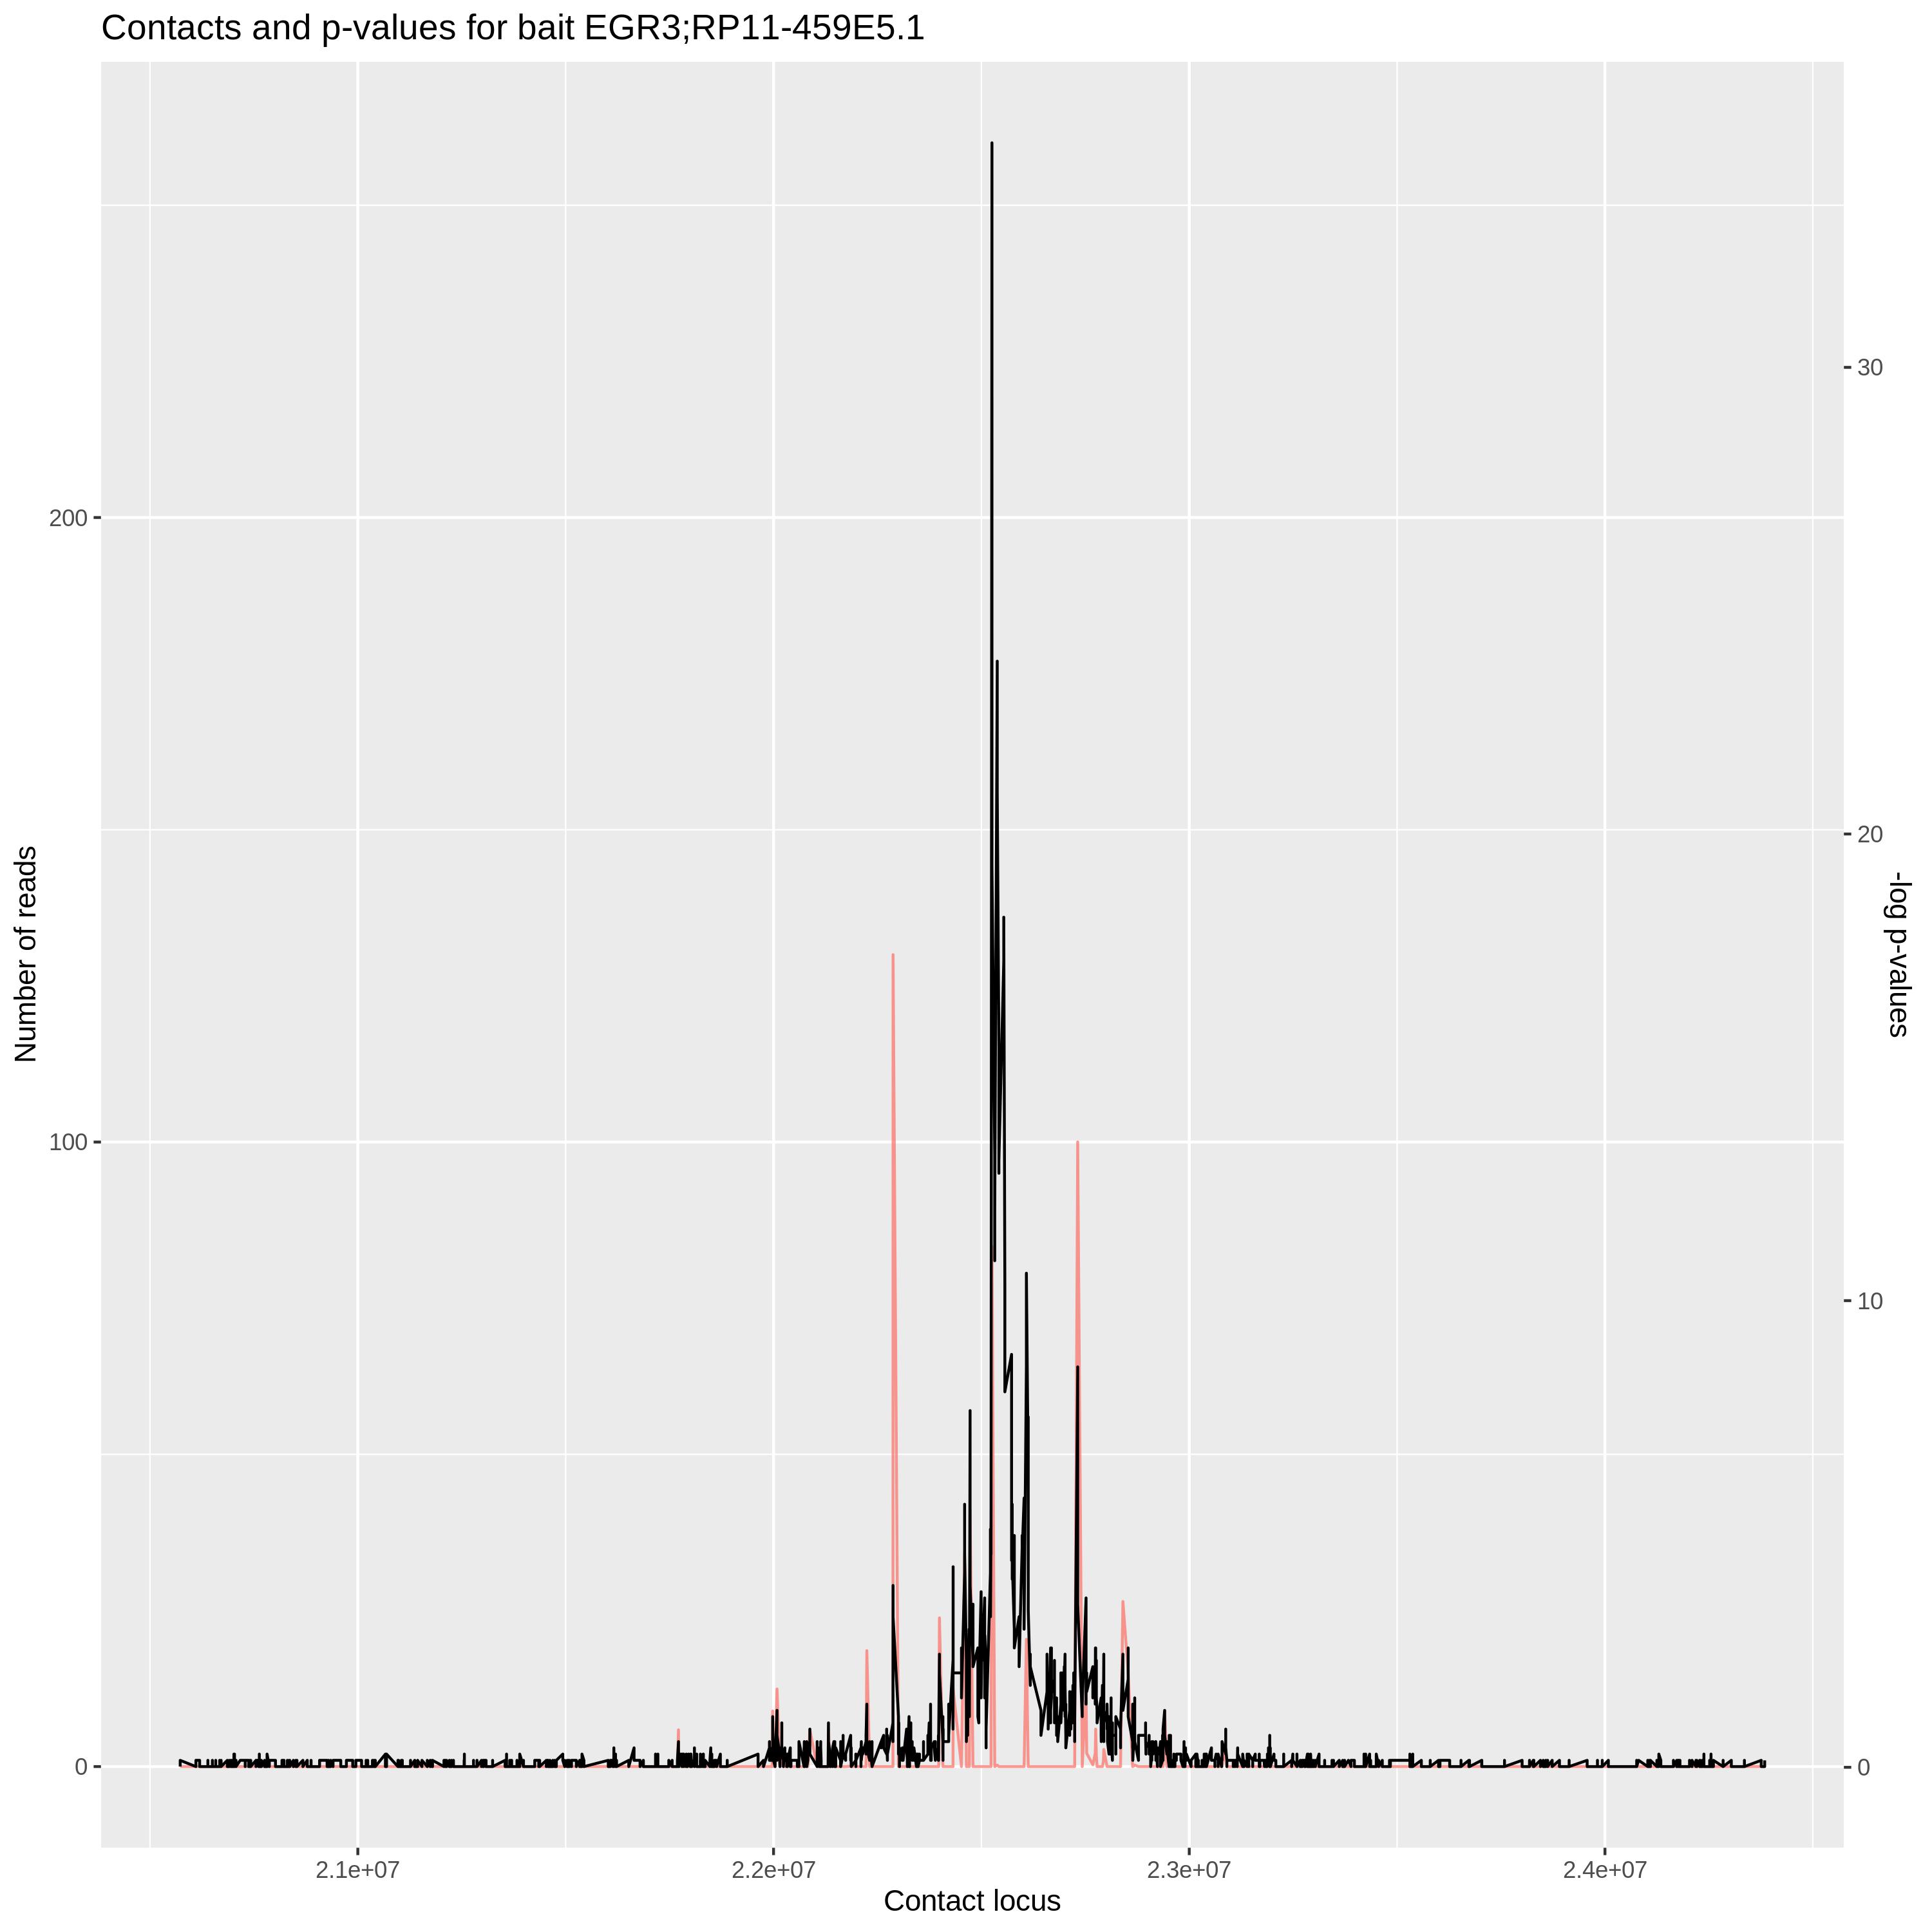 Contacts and p-values for bait EGR3;RP11-459E5.1
Number of reads
200
100
0
30
20
10
0
-log p-values
2.1e+07
2.2e+07
2.3e+07
2.4e+07
Contact locus